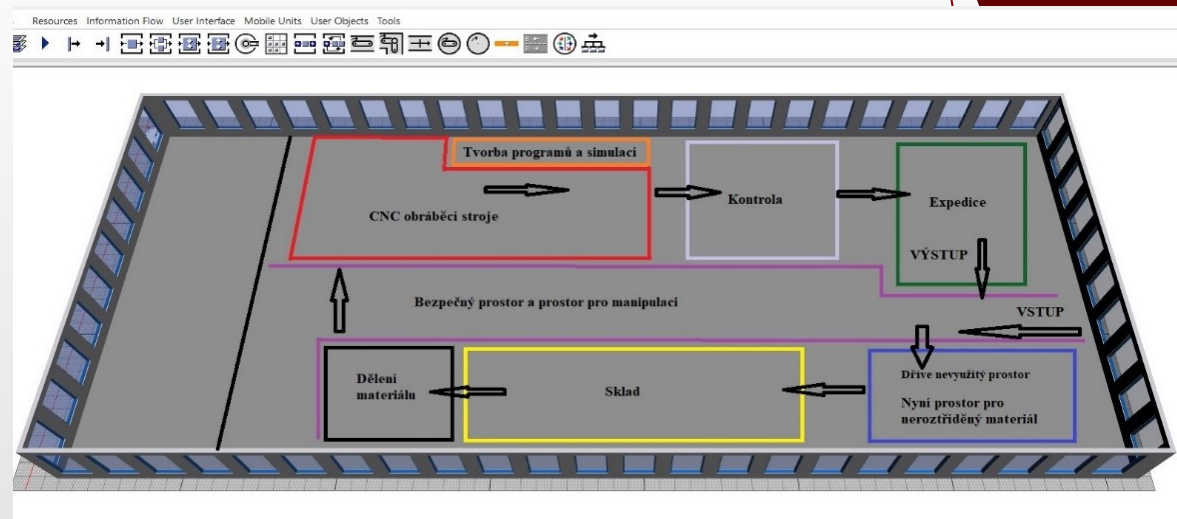 Resources Information Flow User Interface Mobile Units User Objects Tools
Tvorba programů a simulací
CNC obráběcí stroje
Kontrola
Expedice
VÝSTUP
Bezpečný prostor a prostor pro manipulaci
VSTUP
Dělení
materiálu
Sklad
Dříve nevyužitý prostor
Nyní prostor pro
neroztříděný materiál